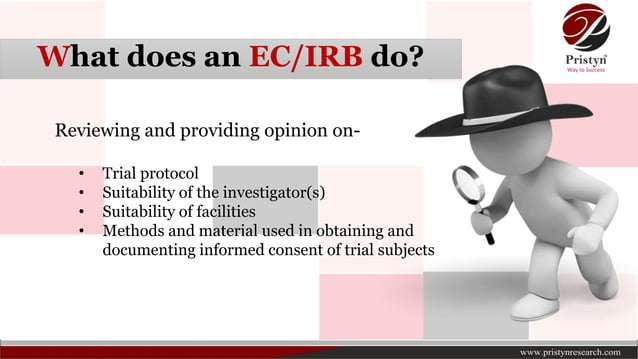 What does an EC/IRB do?
Pristyn
Way to Success
Reviewing and providing opinion on-
• Trial protocol
• Suitability of the investigator(s)
• Suitability of facilities
• Methods and material used in obtaining and
documenting informed consent of trial subjects
www.pristynresearch.com